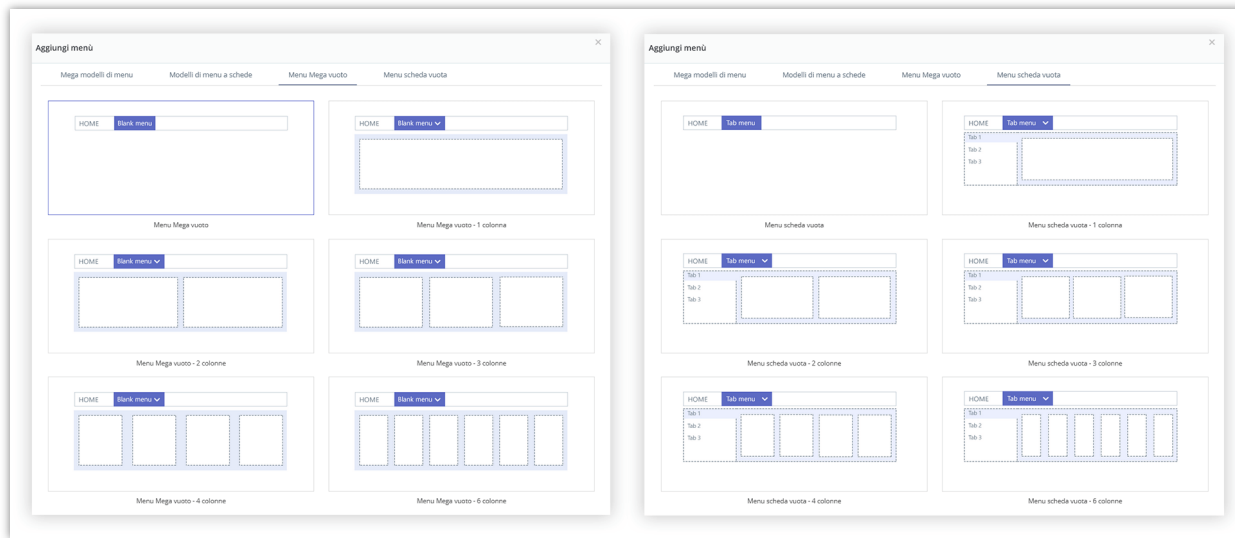 Aggiungi menù ×
Mega modelli di menu Modelli di menu a schede Menu Mega vuoto Menu scheda vuota
HOME Blank menu
Menu Mega vuoto
HOME Blank menu
Menu Mega vuoto - 1 colonna
HOME Blank menu
Menu Mega vuoto - 2 colonne
HOME Blank menu
Menu Mega vuoto - 3 colonne
HOME Blank menu
Menu Mega vuoto - 4 colonne
HOME Blank menu
Menu Mega vuoto - 6 colonne
Aggiungi menù ×
Mega modelli di menu Modelli di menu a schede Menu Mega vuoto Menu scheda vuota
HOME Tab menu
Menu scheda vuota
HOME Tab menu
Tab 1
Tab 2
Tab 3
Menu scheda vuota - 1 colonna
HOME Tab menu
Tab 1
Tab 2
Tab 3
Menu scheda vuota - 2 colonne
HOME Tab menu
Tab 1
Tab 2
Tab 3
Menu scheda vuota - 3 colonne
HOME Tab menu
Tab 1
Tab 2
Tab 3
Menu scheda vuota - 4 colonne
HOME Tab menu
Tab 1
Tab 2
Tab 3
Menu scheda vuota - 6 colonne